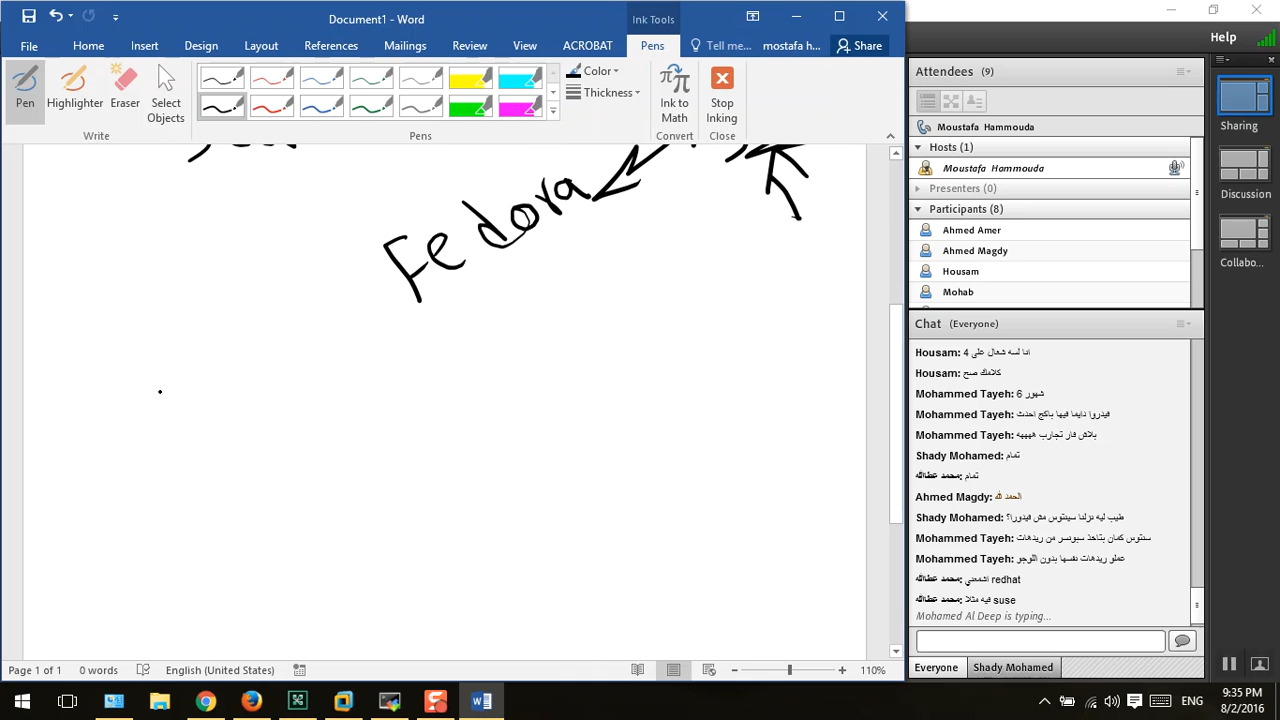 Document1 - Word
Ink Tools
File
Home
Insert
Design
Layout
References
Mailings
Review
View
ACROBAT
Pens
Tell me...
mostafa h...
Share
Pen
Highlighter
Eraser
Select
Objects
Color
Thickness
Ink to
Math
Stop
Inking
Write
Pens
Convert
Close
Fedora
Page 1 of 1
0 words
English (United States)
110%
Help
Attendees (9)
Moustafa Hammouda
Hosts (1)
Moustafa Hammouda
Presenters (0)
Participants (8)
Ahmed Amer
Ahmed Magdy
Housam
Mohab
Chat (Everyone)
Housam: انا لسه شغال على 4
Housam: كلامك صح
Mohammed Tayeh: 6 شهور
Mohammed Tayeh: فيدروا دايما فيها باكج احدث
Mohammed Tayeh: بلاش فار تجارب هههه
Shady Mohamed: تمام
محمد عطاالله: تمام
Ahmed Magdy: الحمد لله
Shady Mohamed: طيب ليه نزلنا سينتوس مش فيدورا؟
Mohammed Tayeh: سنتوس كمان بتاخذ سبونسر من ريدهات
Mohammed Tayeh: عملو ريدهات نفسها بدون اللوجو
محمد عطاالله: اشمعني redhat
محمد عطاالله: فيه مثلا suse
Mohamed Al Deep is typing...
Everyone
Shady Mohamed
Sharing
Discussion
Collabo...
ENG
9:35 PM
8/2/2016